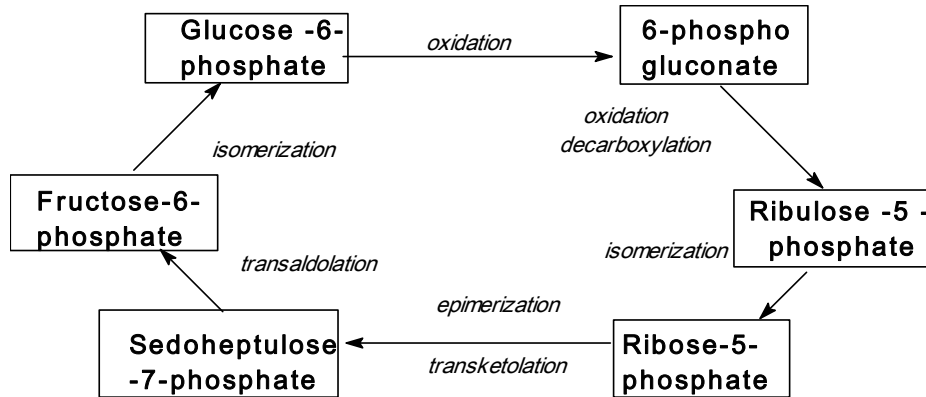 Glucose -6-
phosphate
oxidation
6-phospho
gluconate
oxidation
decarboxylation
isomerization
Fructose-6-
phosphate
Ribulose -5 -
phosphate
isomerization
transaldolation
epimerization
Sedoheptulose
-7-phosphate
transketolation
Ribose-5-
phosphate